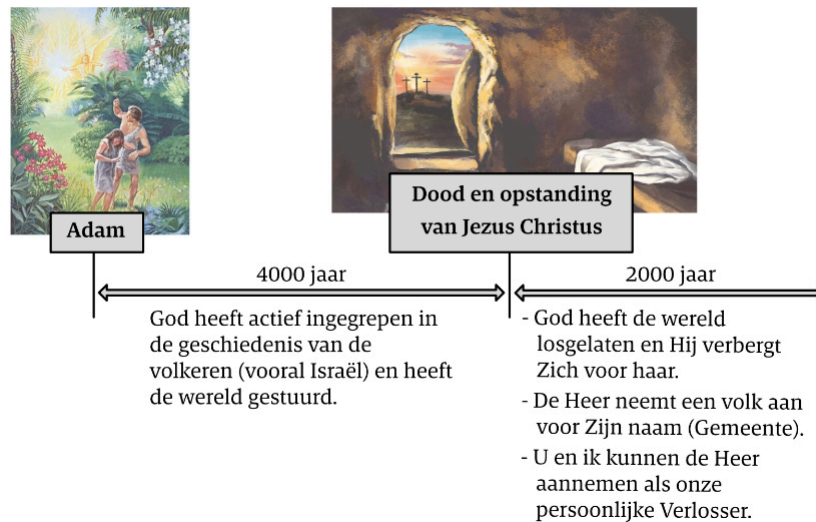 Adam
Dood en opstanding
van Jezus Christus
4000 jaar
2000 jaar
God heeft actief ingegrepen in
de geschiedenis van de
volkeren (vooral Israël) en heeft
de wereld gestuurd.
- God heeft de wereld
losgelaten en Hij verbergt
Zich voor haar.
- De Heer neemt een volk aan
voor Zijn naam (Gemeente).
- U en ik kunnen de Heer
aannemen als onze
persoonlijke Verlosser.